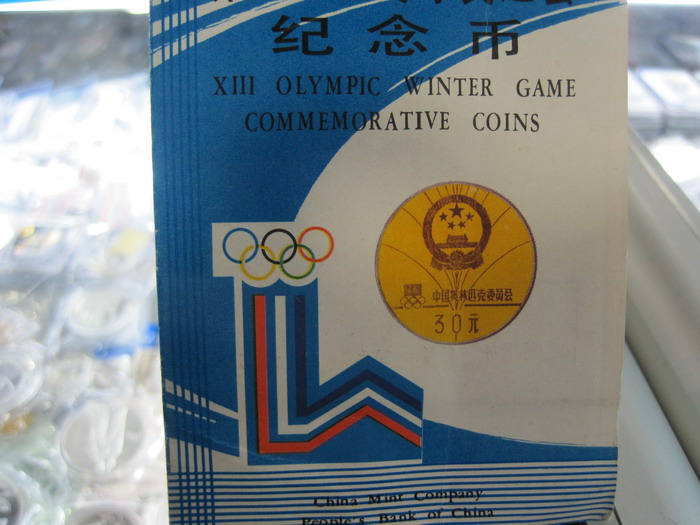 纪念币
XIII OLYMPIC WINTER GAME
COMMEMORATIVE COINS
中国奥林匹克委员会
30元
China Mint Company
People's Bank of China